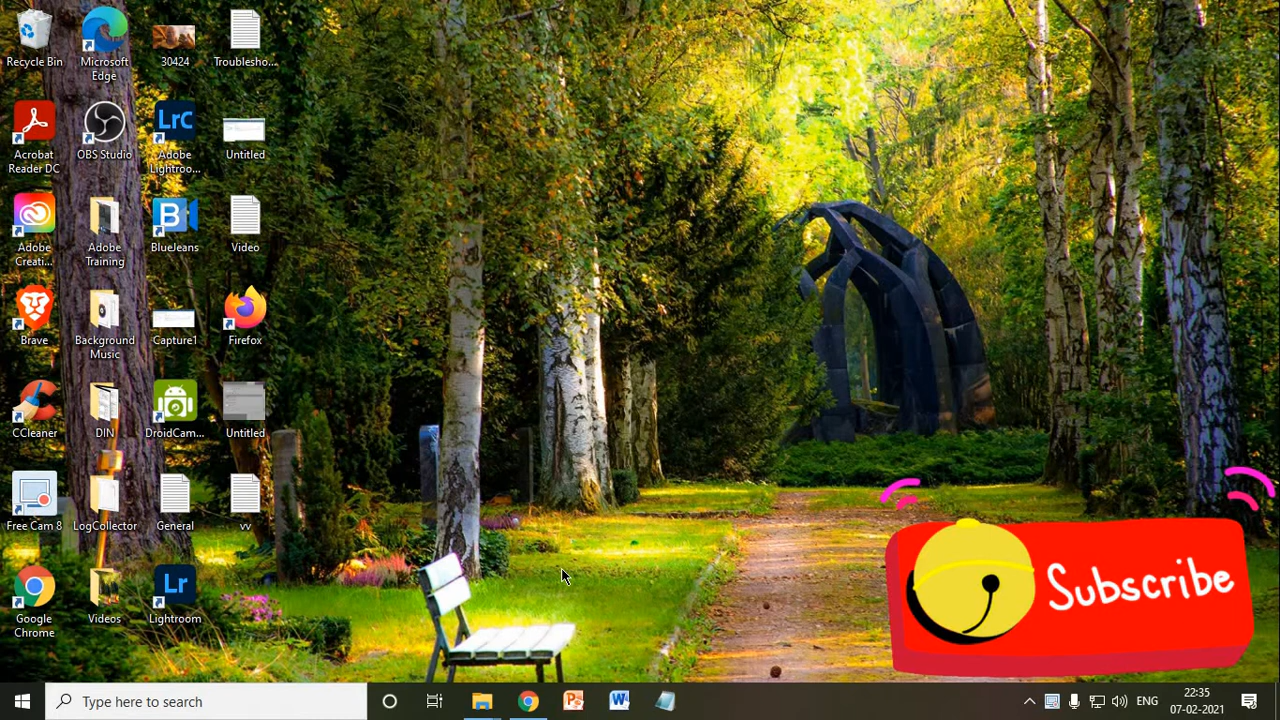 Recycle Bin
Microsoft
Edge
30424
Troublesho...
Acrobat
Reader DC
OBS Studio
LrC
Adobe
Lightroo...
Untitled
Adobe
Creati...
Adobe
Training
BlueJeans
Video
Brave
Background
Music
Capture1
Firefox
CCleaner
DIN
DroidCam...
Untitled
Free Cam 8
LogCollector
General
vv
Google
Chrome
Videos
Lr
Lightroom
Subscribe
Type here to search
ENG
22:35
07-02-2021